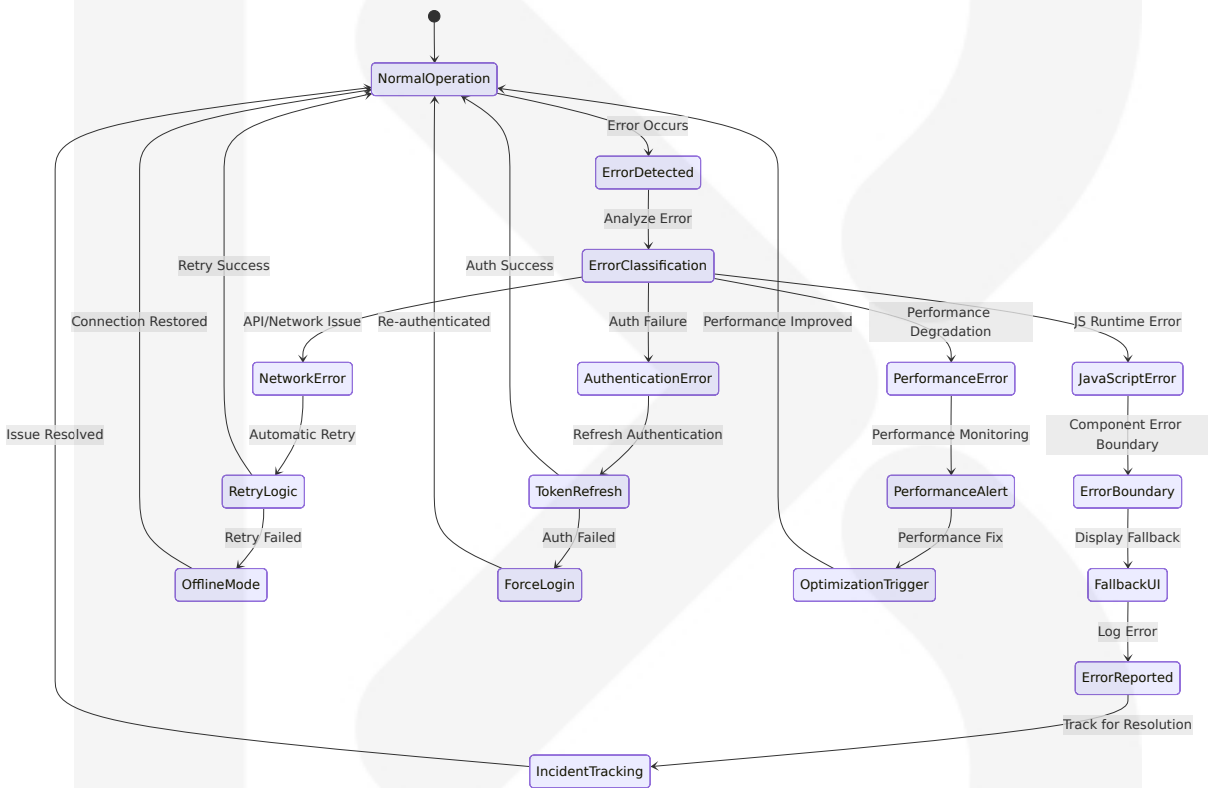 NormalOperation
Error Occurs
ErrorDetected
Analyze Error
Retry Success
Auth Success
ErrorClassification
Connection Restored
API/Network Issue
Re-authenticated
Auth Failure
Performance Improved
Performance
Degradation
JS Runtime Error
NetworkError
AuthenticationError
PerformanceError
JavaScriptError
Issue Resolved
Automatic Retry
Refresh Authentication
Performance Monitoring
Component Error
Boundary
RetryLogic
TokenRefresh
PerformanceAlert
ErrorBoundary
Retry Failed
Auth Failed
Performance Fix
Display Fallback
OfflineMode
ForceLogin
OptimizationTrigger
FallbackUI
Log Error
ErrorReported
Track for Resolution
IncidentTracking